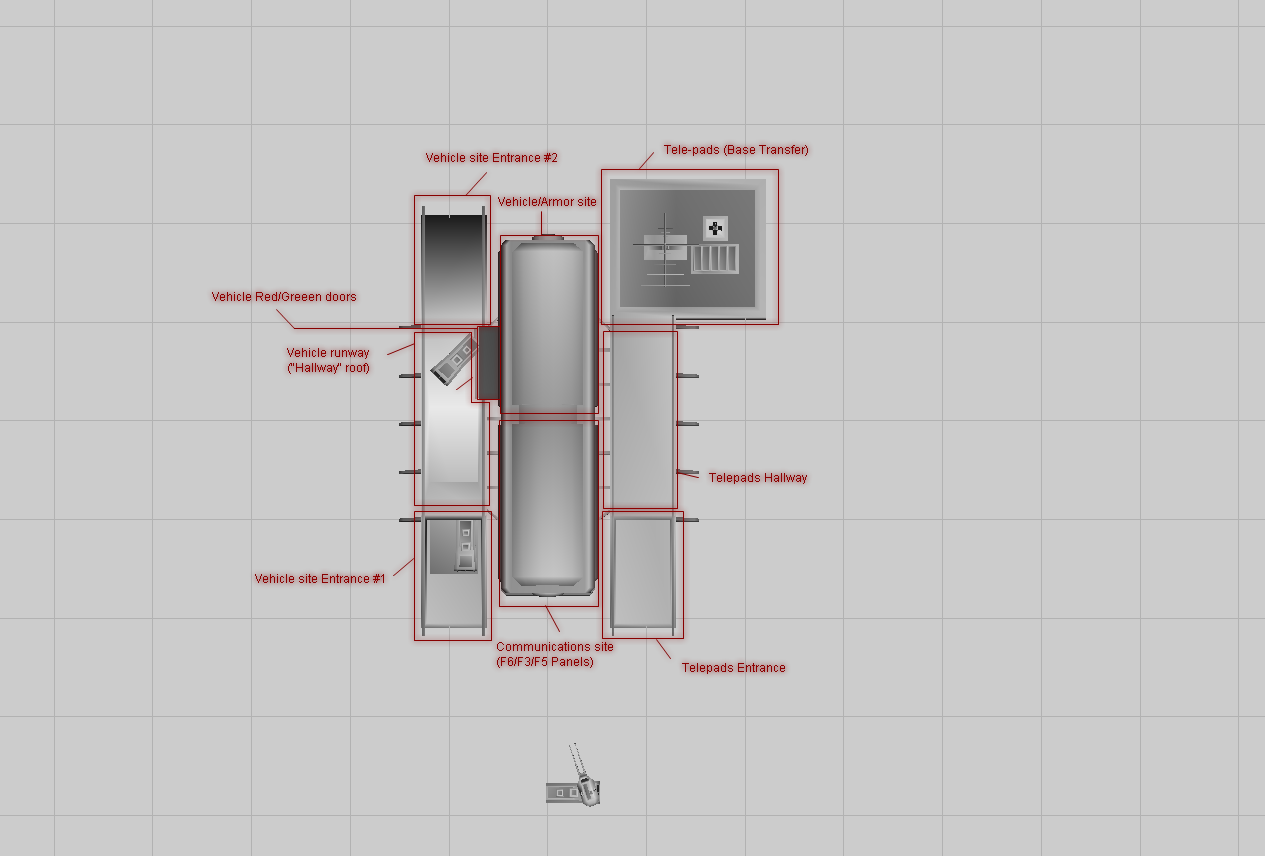 Tele-pads (Base Transfer)
Vehicle site Entrance #2
Vehicle/Armor site
Vehicle Red/Greeen doors
Vehicle runway
("Hallway" roof)
Telepads Hallway
Vehicle site Entrance #1
Communications site
(F6/F3/F5 Panels)
Telepads Entrance